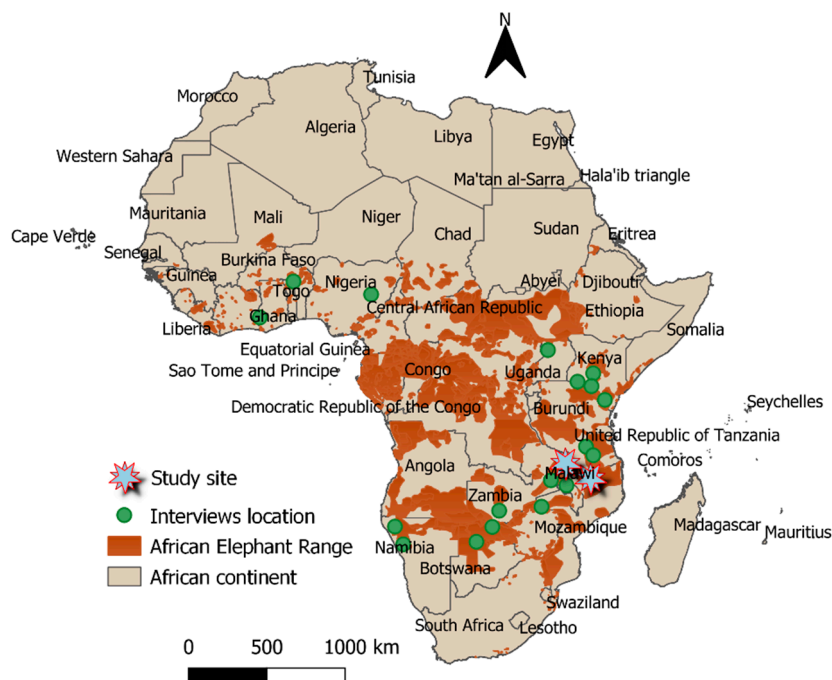 N
Tunisia
Morocco
Algeria
Libya
Egypt
Western Sahara
Ma'tan al-Sarra
Hala'ib triangle
Mauritania
Mali
Niger
Chad
Sudan
Eritrea
Cape Verde
Senegal
Burkina Faso
Guinea
Togo
Nigeria
Abyei
Djibouti
Central African Republic
Ethiopia
Ghana
Liberia
Somalia
Equatorial Guinea
Kenya
Sao Tome and Principe
Congo
Uganda
Democratic Republic of the Congo
Burundi
Seychelles
United Republic of Tanzania
Angola
Malawi
Comoros
Study site
Zambia
Interviews location
Mozambique
Madagascar
Mauritius
African Elephant Range
Namibia
Botswana
African continent
Swaziland
South Africa
Lesotho
0 500 1000 km